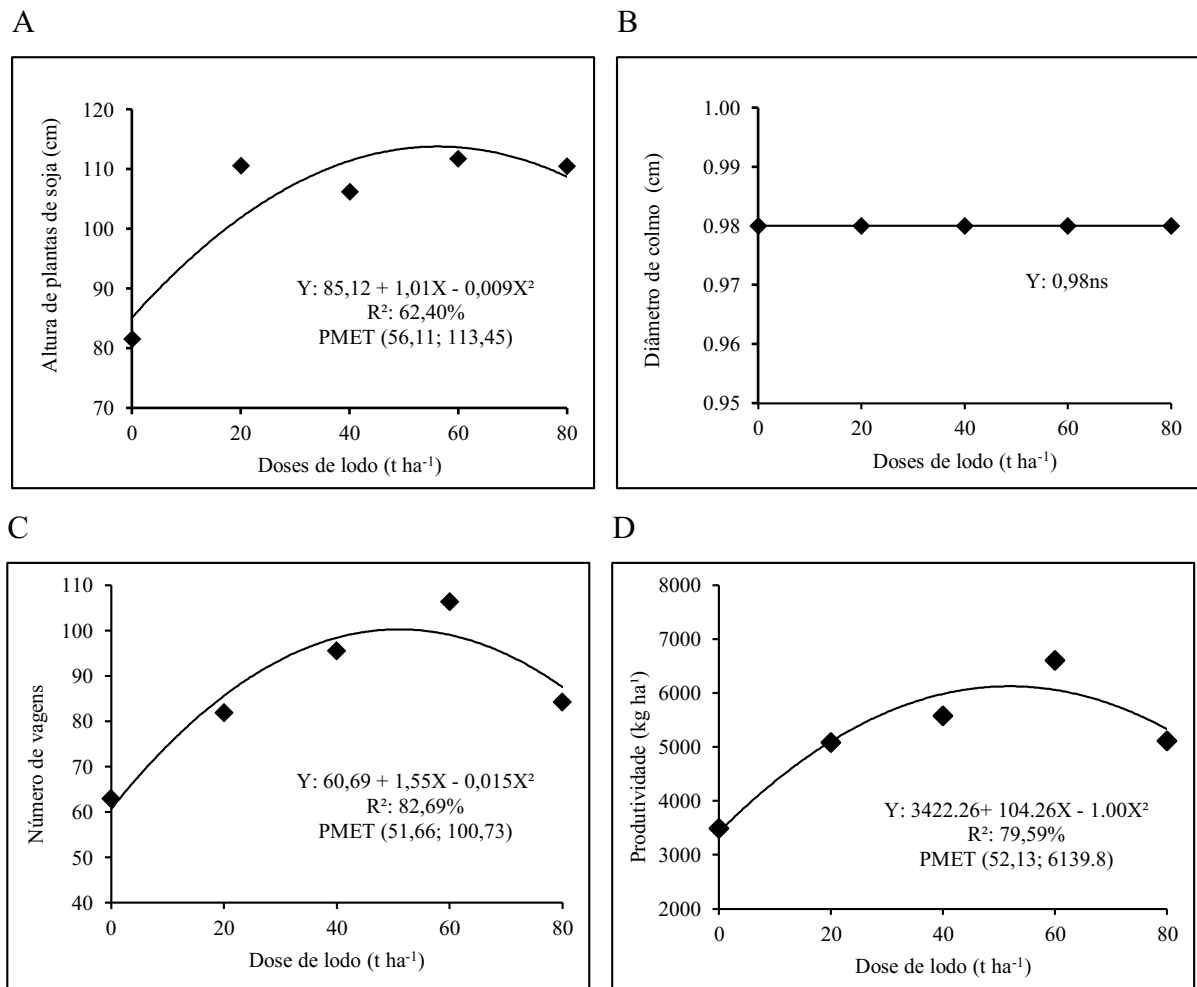 A
Altura de plantas de soja (cm)
120
110
100
90
80
70
Y: 85,12 + 1,01X - 0,009X²
R²: 62,40%
PMET (56,11; 113,45)
0 20 40 60 80
Doses de lodo (t ha⁻¹)
B
Diâmetro de colmo (cm)
1.00
0.99
0.98
0.97
0.96
0.95
Y: 0,98ns
0 20 40 60 80
Doses de lodo (t ha⁻¹)
C
Número de vagens
110
100
90
80
70
60
50
40
Y: 60,69 + 1,55X - 0,015X²
R²: 82,69%
PMET (51,66; 100,73)
0 20 40 60 80
Dose de lodo (t ha⁻¹)
D
Produtividade (kg ha¹)
8000
7000
6000
5000
4000
3000
2000
Y: 3422.26+ 104.26X - 1.00X²
R²: 79,59%
PMET (52,13; 6139.8)
0 20 40 60 80
Dose de lodo (t ha⁻¹)